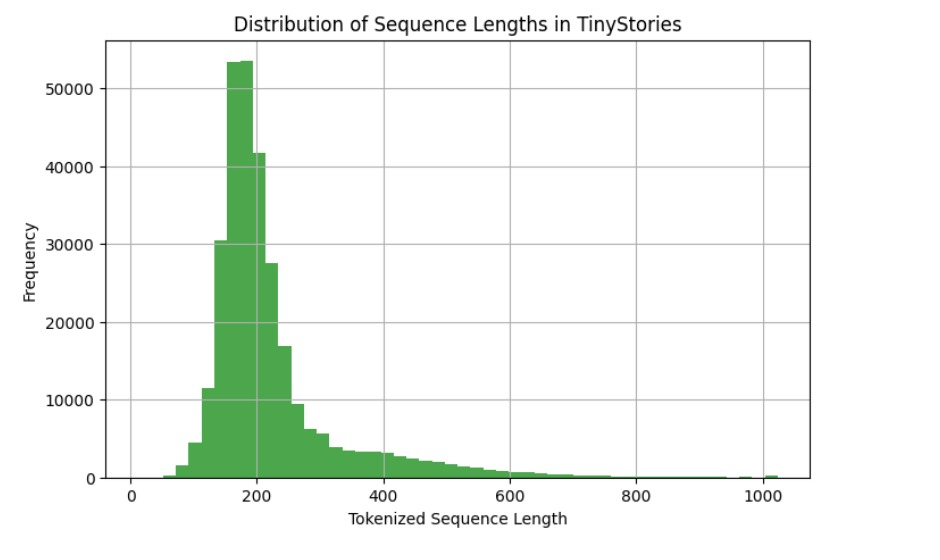 Distribution of Sequence Lengths in TinyStories
50000
40000
30000
20000
10000
0
Frequency
0 200 400 600 800 1000
Tokenized Sequence Length